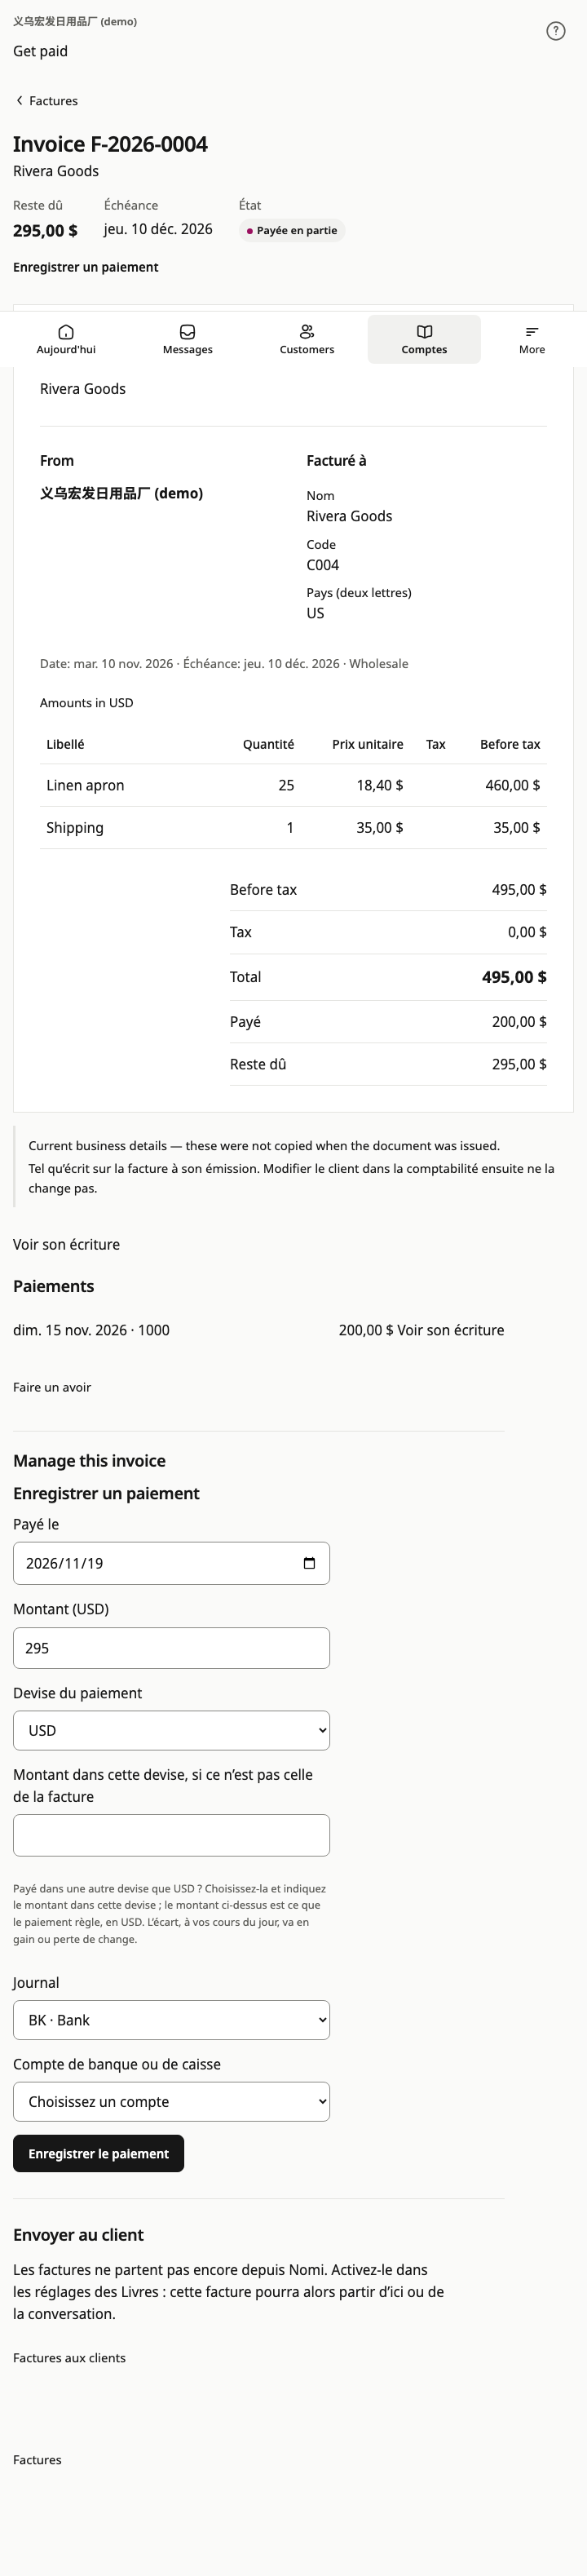 义乌宏发日用品厂 (demo)
Get paid
Factures
Invoice F-2026-0004
Rivera Goods
Reste dû Échéance État
295,00 $ jeu. 10 déc. 2026 Payée en partie
Enregistrer un paiement
Aujourd'hui Messages Customers Comptes More
Rivera Goods
From Facturé à
义乌宏发日用品厂 (demo)
Nom
Rivera Goods
Code
C004
Pays (deux lettres)
US
Date: mar. 10 nov. 2026 · Échéance: jeu. 10 déc. 2026 · Wholesale
Amounts in USD
Libellé Quantité Prix unitaire Tax Before tax
Linen apron 25 18,40 $ 460,00 $
Shipping 1 35,00 $ 35,00 $
Before tax 495,00 $
Tax 0,00 $
Total 495,00 $
Payé 200,00 $
Reste dû 295,00 $
Current business details — these were not copied when the document was issued.
Tel qu’écrit sur la facture à son émission. Modifier le client dans la comptabilité ensuite ne la
change pas.
Voir son écriture
Paiements
dim. 15 nov. 2026 · 1000 200,00 $ Voir son écriture
Faire un avoir
Manage this invoice
Enregistrer un paiement
Payé le
2026/11/19
Montant (USD)
295
Devise du paiement
USD
Montant dans cette devise, si ce n’est pas celle
de la facture
Payé dans une autre devise que USD ? Choisissez-la et indiquez
le montant dans cette devise ; le montant ci-dessus est ce que
le paiement règle, en USD. L’écart, à vos cours du jour, va en
gain ou perte de change.
Journal
BK · Bank
Compte de banque ou de caisse
Choisissez un compte
Enregistrer le paiement
Envoyer au client
Les factures ne partent pas encore depuis Nomi. Activez-le dans
les réglages des Livres : cette facture pourra alors partir d’ici ou de
la conversation.
Factures aux clients
Factures